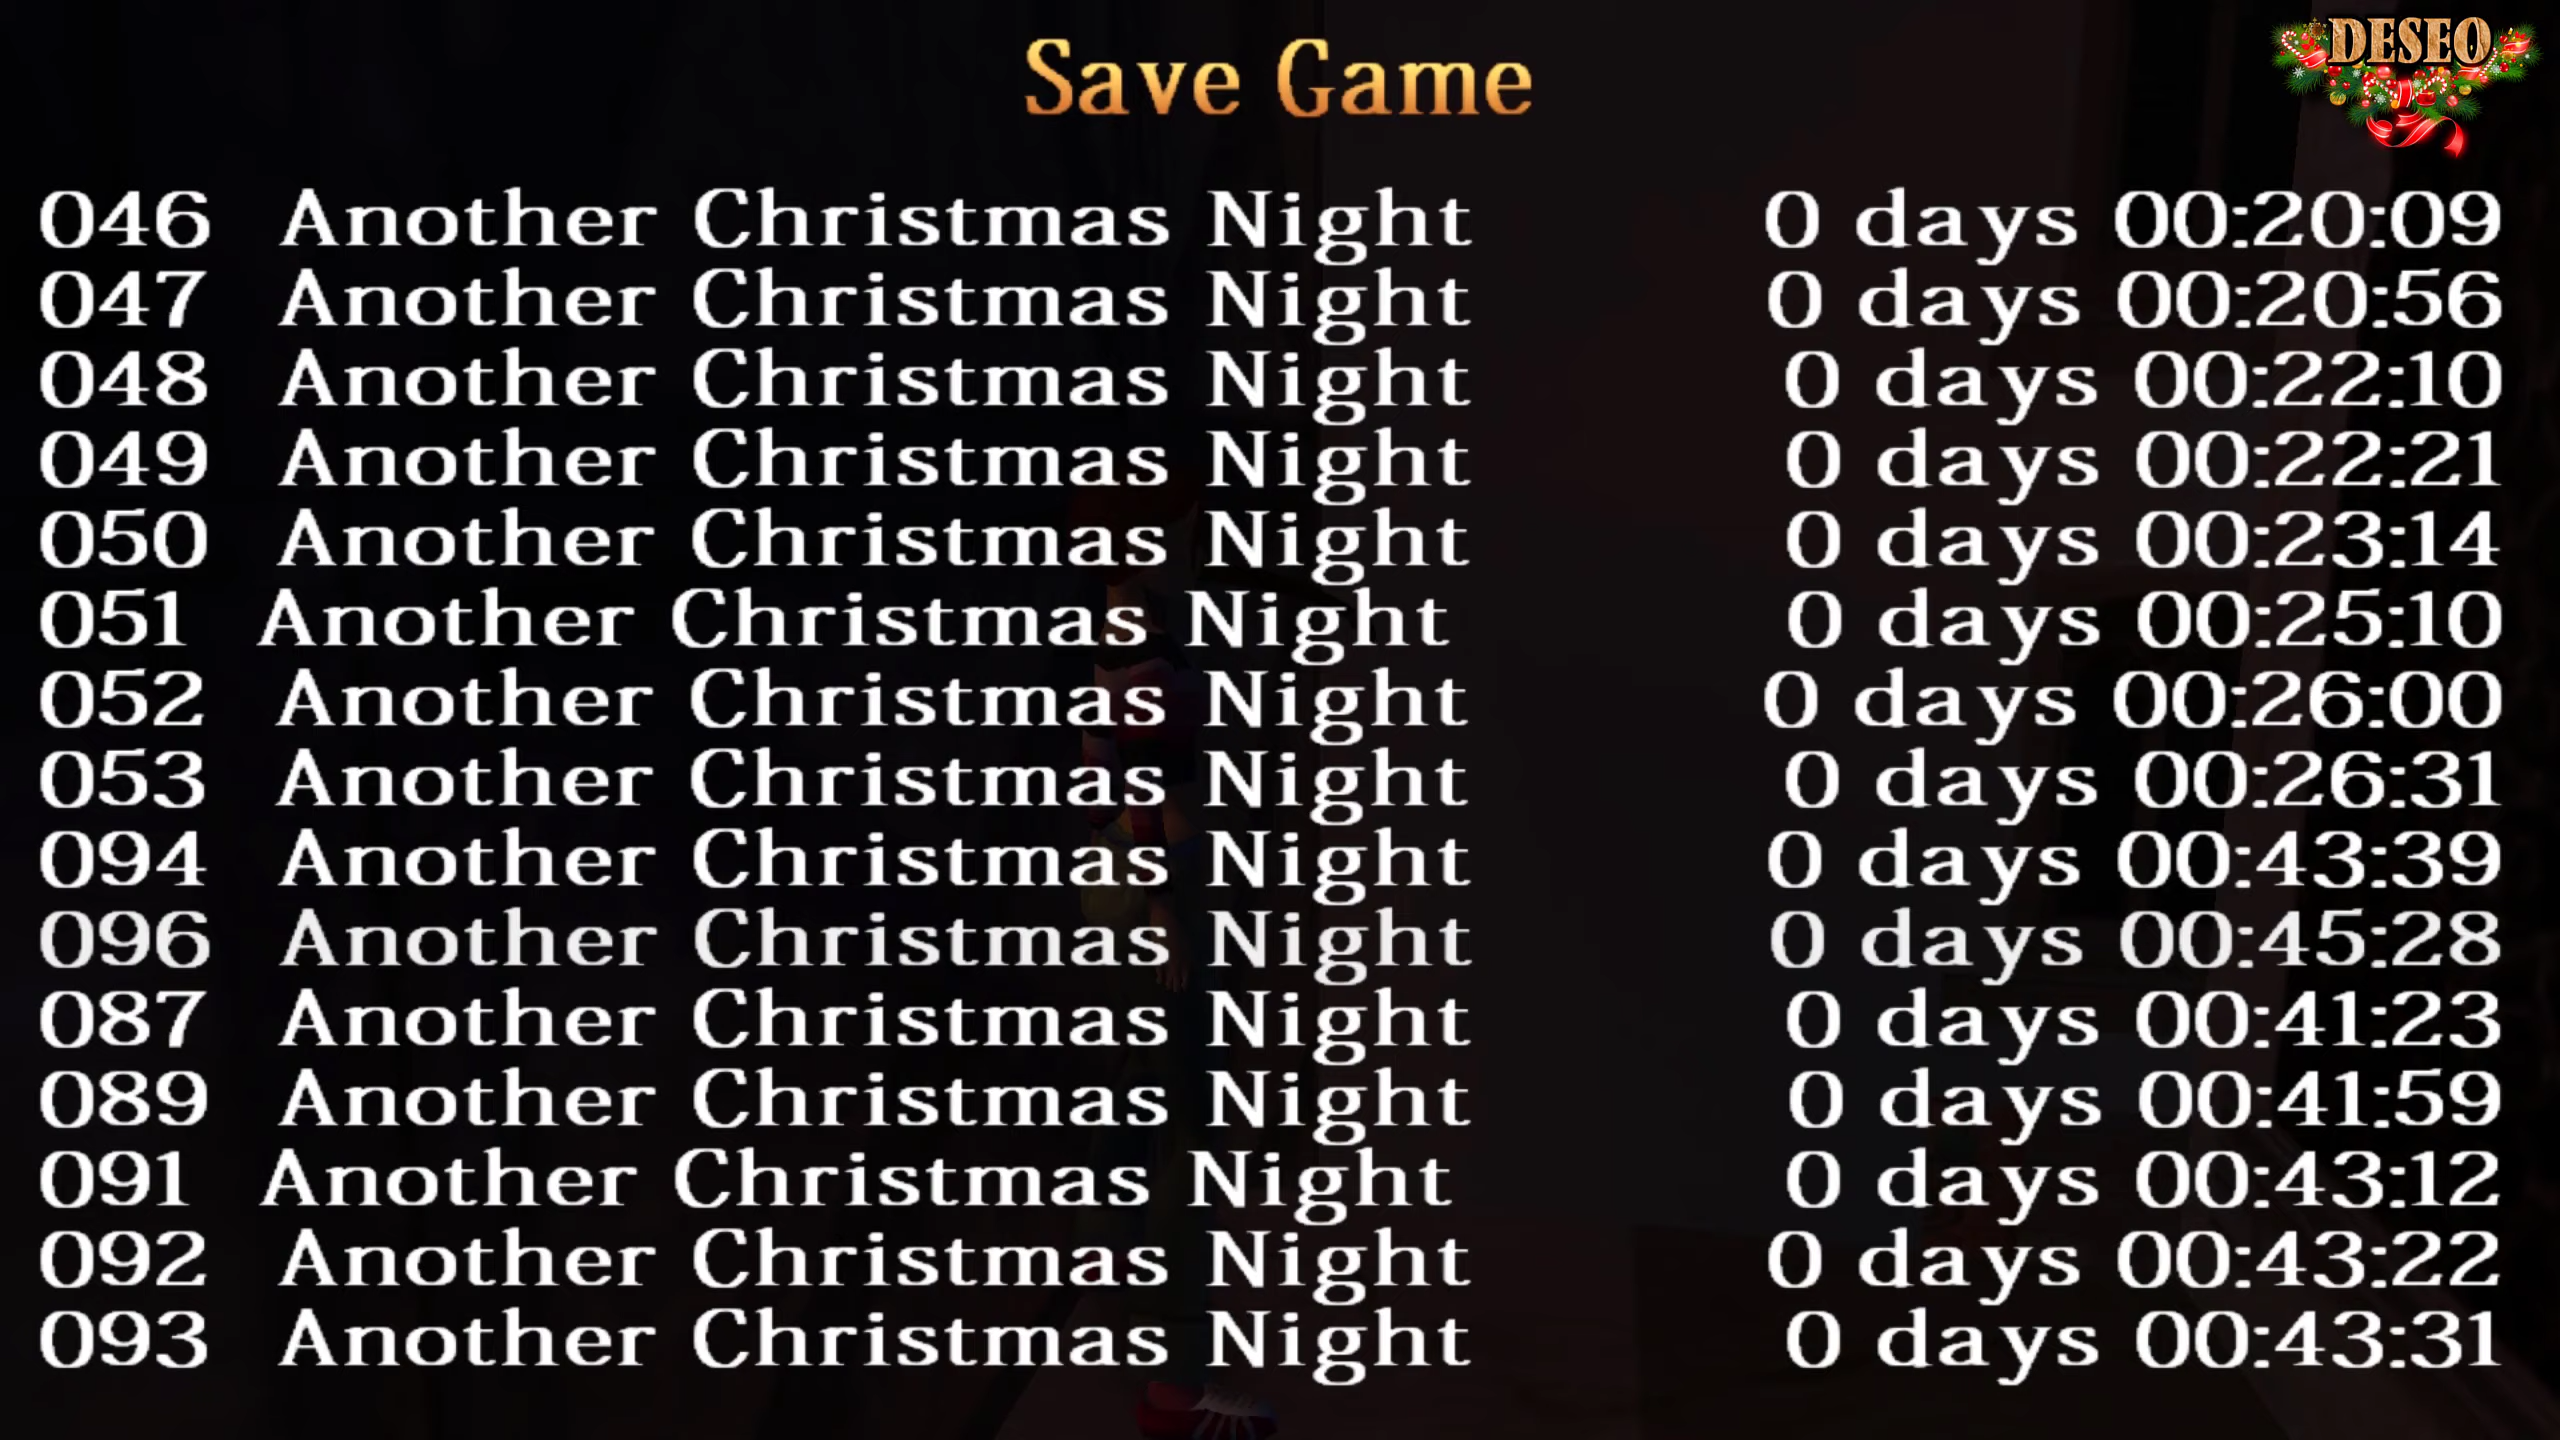 Save Game
DESEO
046 Another Christmas Night 0 days 00:20:09
047 Another Christmas Night 0 days 00:20:56
048 Another Christmas Night 0 days 00:22:10
049 Another Christmas Night 0 days 00:22:21
050 Another Christmas Night 0 days 00:23:14
051 Another Christmas Night 0 days 00:25:10
052 Another Christmas Night 0 days 00:26:00
053 Another Christmas Night 0 days 00:26:31
094 Another Christmas Night 0 days 00:43:39
096 Another Christmas Night 0 days 00:45:28
087 Another Christmas Night 0 days 00:41:23
089 Another Christmas Night 0 days 00:41:59
091 Another Christmas Night 0 days 00:43:12
092 Another Christmas Night 0 days 00:43:22
093 Another Christmas Night 0 days 00:43:31